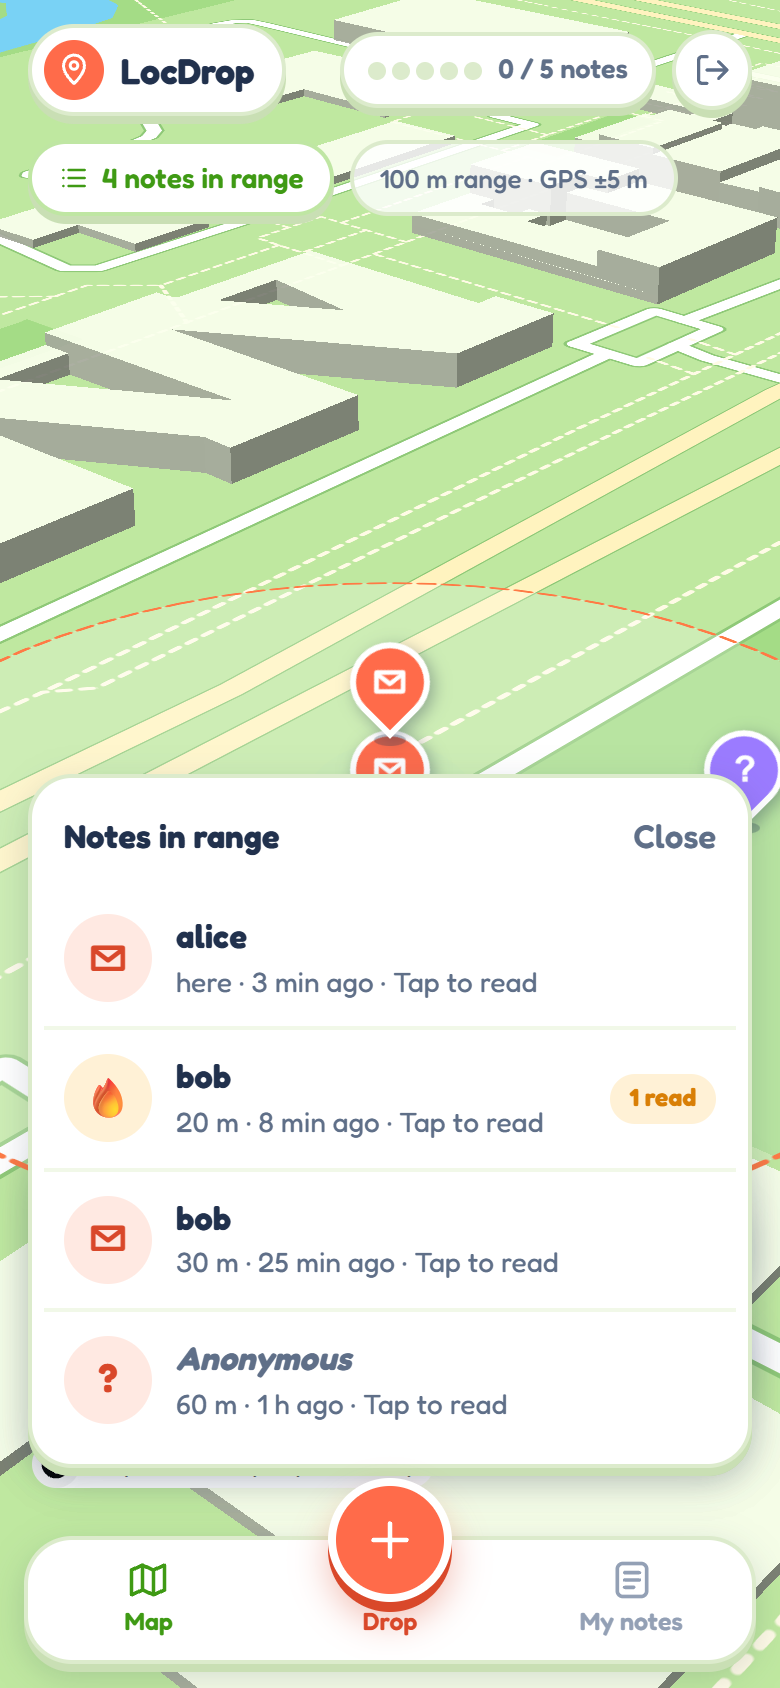 LocDrop
0 / 5 notes
4 notes in range
100 m range · GPS ±5 m
?
Notes in range
Close
alice
here · 3 min ago · Tap to read
bob
20 m · 8 min ago · Tap to read
1 read
bob
30 m · 25 min ago · Tap to read
?
Anonymous
60 m · 1 h ago · Tap to read
Map
Drop
My notes